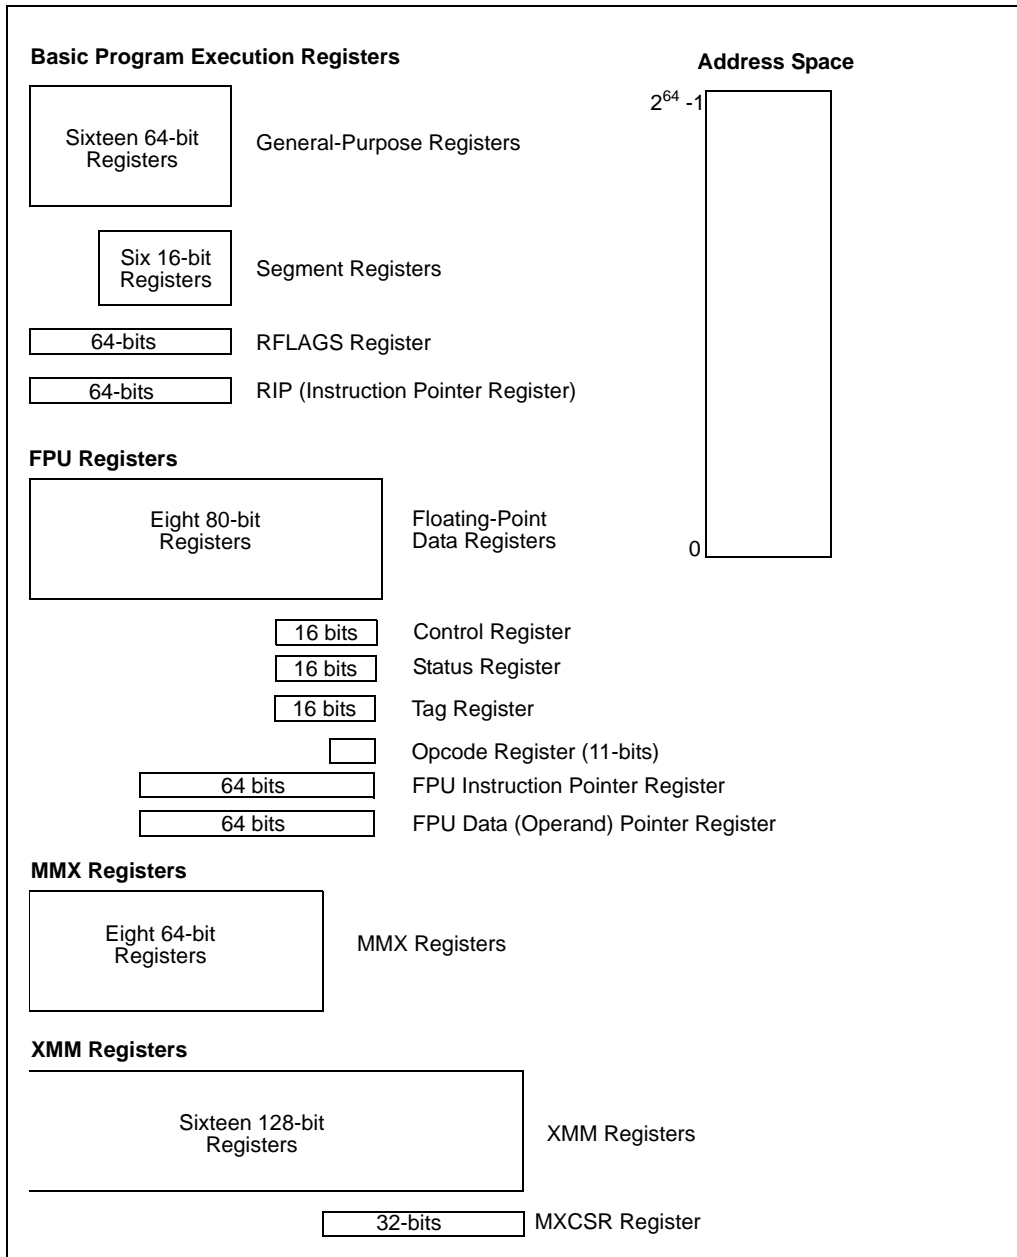 Basic Program Execution Registers
Address Space
2^64 -1
Sixteen 64-bit
Registers
General-Purpose Registers
Six 16-bit
Registers
Segment Registers
64-bits
RFLAGS Register
64-bits
RIP (Instruction Pointer Register)
FPU Registers
Eight 80-bit
Registers
Floating-Point
Data Registers
0
16 bits
Control Register
16 bits
Status Register
16 bits
Tag Register
Opcode Register (11-bits)
64 bits
FPU Instruction Pointer Register
64 bits
FPU Data (Operand) Pointer Register
MMX Registers
Eight 64-bit
Registers
MMX Registers
XMM Registers
Sixteen 128-bit
Registers
XMM Registers
32-bits
MXCSR Register